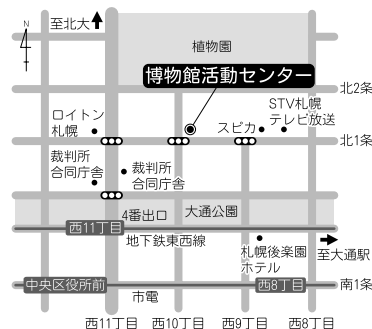 N
至北大
植物園
博物館活動センター
北2条
ロイトン
札幌
STV札幌
テレビ放送
スピカ
北1条
裁判所
合同庁舎
裁判所
合同庁舎
4番出口
大通公園
西11丁目
地下鉄東西線
札幌後楽園
ホテル
至大通駅
中央区役所前
西8丁目
南1条
市電
西11丁目
西10丁目
西9丁目
西8丁目